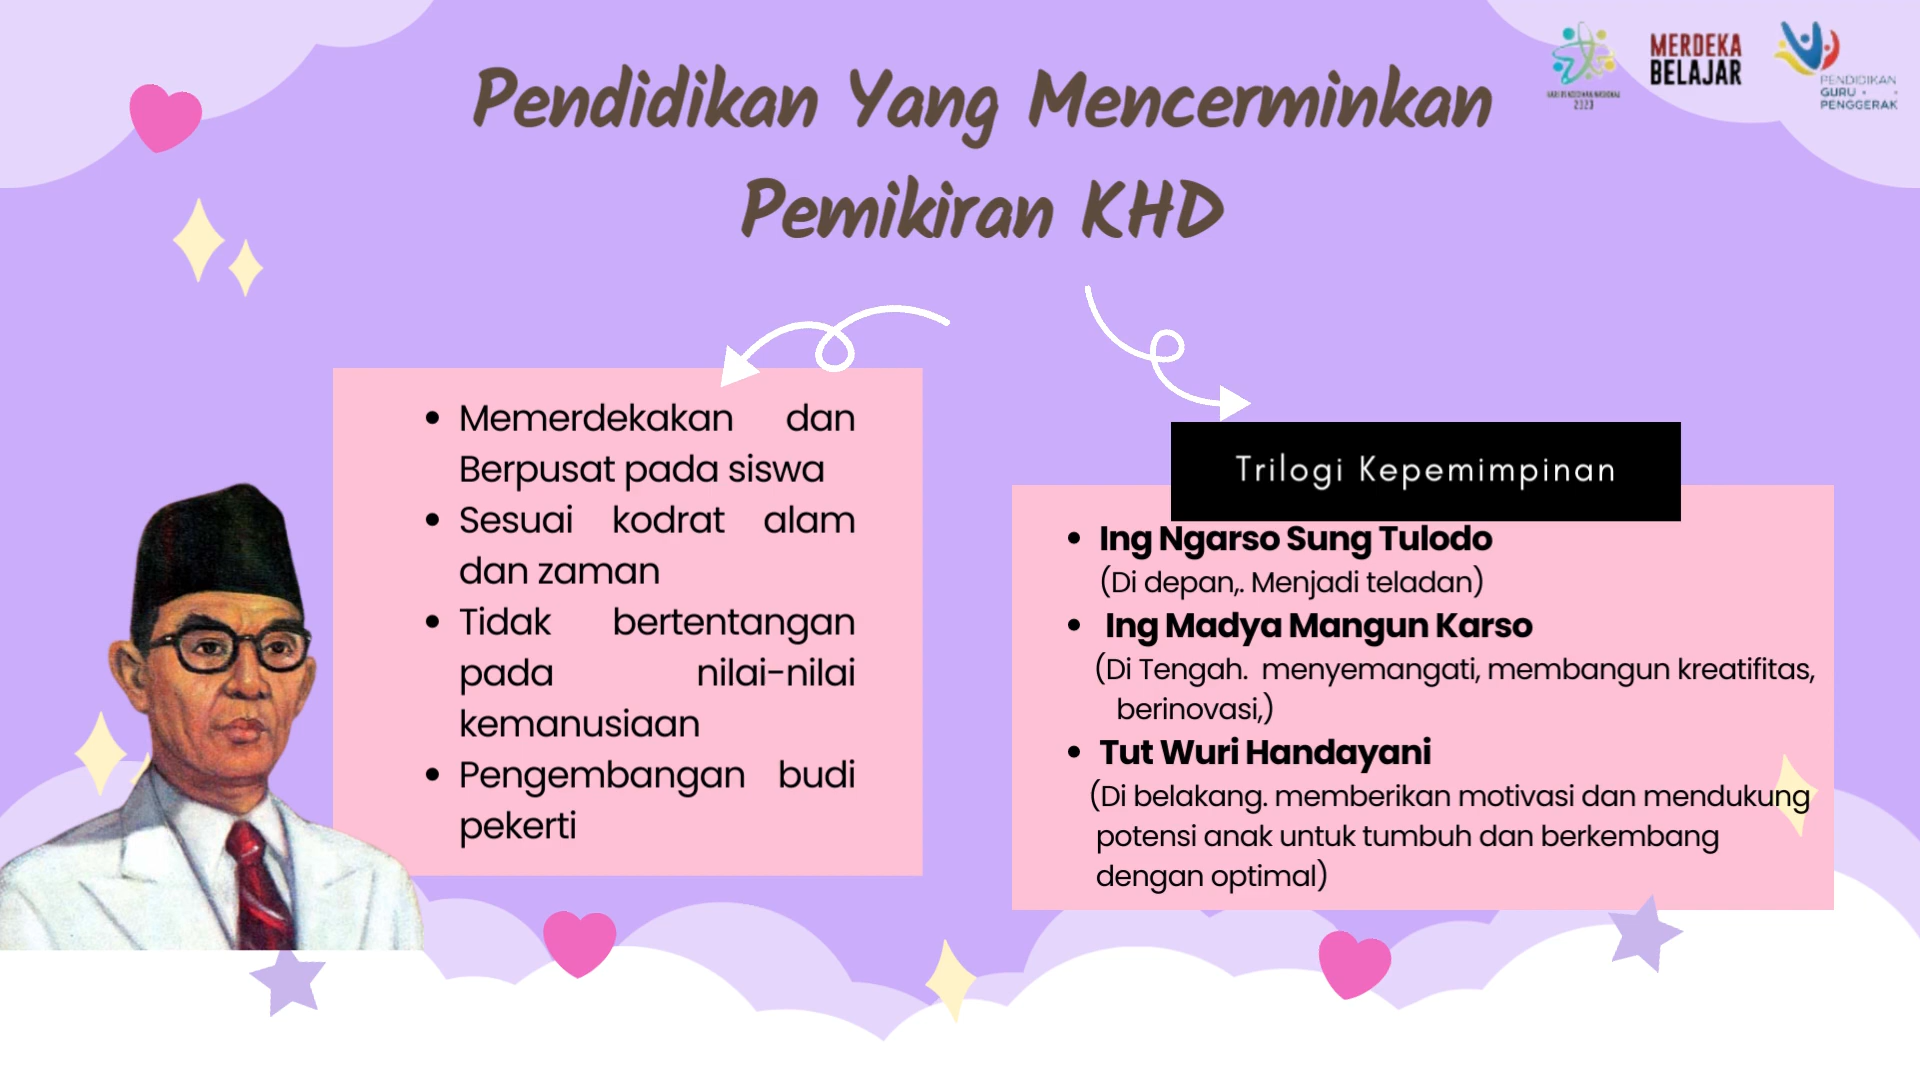 Pendidikan Yang Mencerminkan
Pemikiran KHD
MERDEKA
BELAJAR
PENDIDIKAN
GURU
PENGGERAK
2023
• Memerdekakan dan
Berpusat pada siswa
• Sesuai kodrat alam
dan zaman
• Tidak bertentangan
pada nilai-nilai
kemanusiaan
• Pengembangan budi
pekerti
Trilogi Kepemimpinan
• Ing Ngarso Sung Tulodo
(Di depan,. Menjadi teladan)
• Ing Madya Mangun Karso
(Di Tengah. menyemangati, membangun kreatifitas,
berinovasi,)
• Tut Wuri Handayani
(Di belakang. memberikan motivasi dan mendukung
potensi anak untuk tumbuh dan berkembang
dengan optimal)